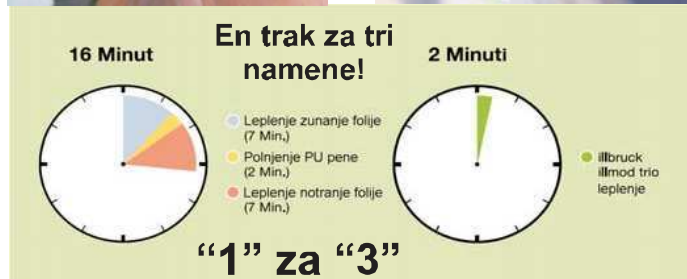 En trak za tri
namene!
16 Minut
Leplenje zunanje folije
(7 Min.)
Polnjenje PU pene
(2 Min.)
Leplenje notranje folije
(7 Min.)
2 Minuti
illbruck
illmod trio
leplenje
“1” za “3”